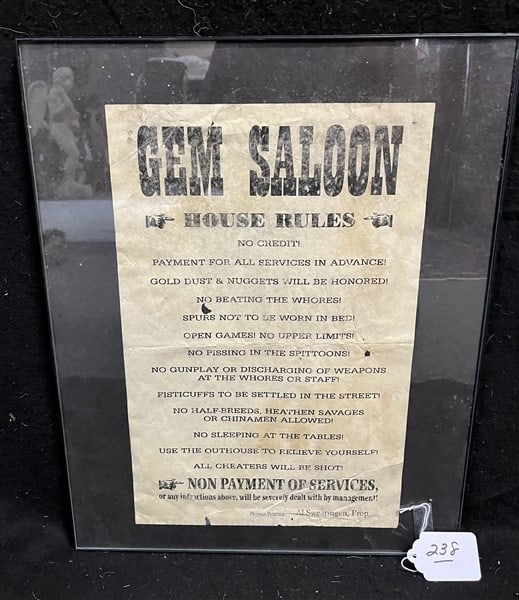 GEM SALOON
HOUSE RULES
NO CREDIT!
PAYMENT FOR ALL SERVICES IN ADVANCE!
GOLD DUST & NUGGETS WILL BE HONORED!
NO BEATING THE WHORES!
SPURS NOT TO BE WORN IN BED!
OPEN GAMES! NO UPPER LIMITS!
NO PISSING IN THE SPITTOONS!
NO GUNPLAY OR DISCHARGING OF WEAPONS
AT THE WHORES OR STAFF!
FISTICUFFS TO BE SETTLED IN THE STREET!
NO HALF-BREEDS, HEATHEN SAVAGES
OR CHINAMEN ALLOWED!
NO SLEEPING AT THE TABLES!
USE THE OUTHOUSE TO RELIEVE YOURSELF!
ALL CHEATERS WILL BE SHOT!
NON PAYMENT OF SERVICES,
or any infractions above, will be severely dealt with by management!
Al Swearengen, Prop.
238